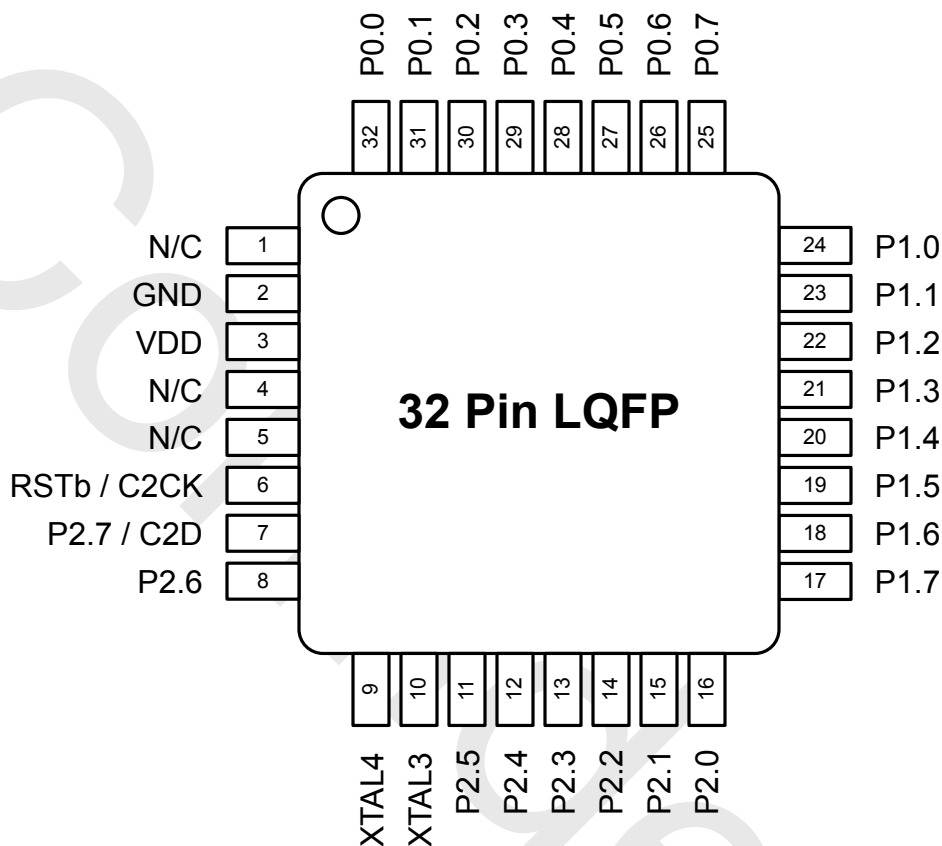 P0.0 P0.1 P0.2 P0.3 P0.4 P0.5 P0.6 P0.7
32 31 30 29 28 27 26 25
N/C 1
GND 2
VDD 3
N/C 4
N/C 5
RSTb / C2CK 6
P2.7 / C2D 7
P2.6 8
32 Pin LQFP
24 P1.0
23 P1.1
22 P1.2
21 P1.3
20 P1.4
19 P1.5
18 P1.6
17 P1.7
9 10 11 12 13 14 15 16
XTAL4 XTAL3 P2.5 P2.4 P2.3 P2.2 P2.1 P2.0